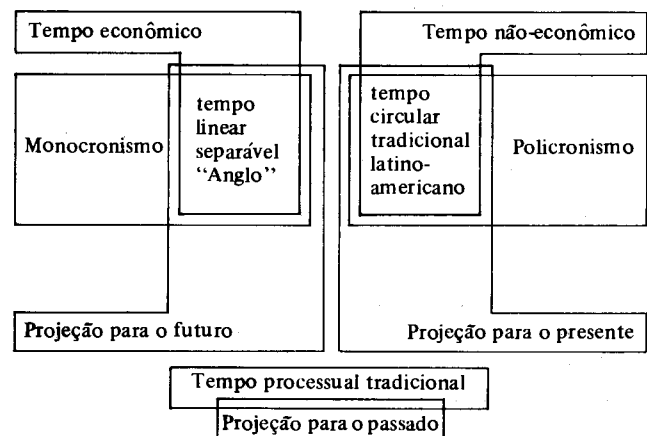 Tempo econômico
Tempo não-econômico
Monocronismo
tempo
linear
separável
“Anglo”
tempo
circular
tradicional
latino-
americano
Policronismo
Projeção para o futuro
Projeção para o presente
Tempo processual tradicional
Projeção para o passado